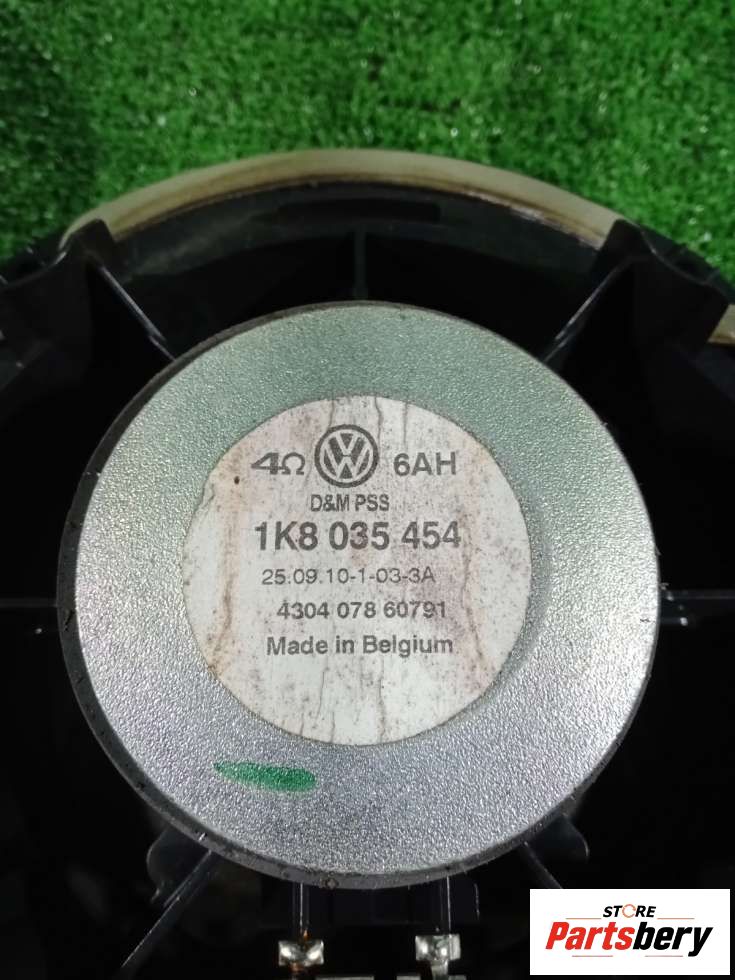 4Ω VW 6AH
D&M PSS
1K8 035 454
25.09.10-1-03-3A
4304 078 60791
Made in Belgium
STORE
Partsbery